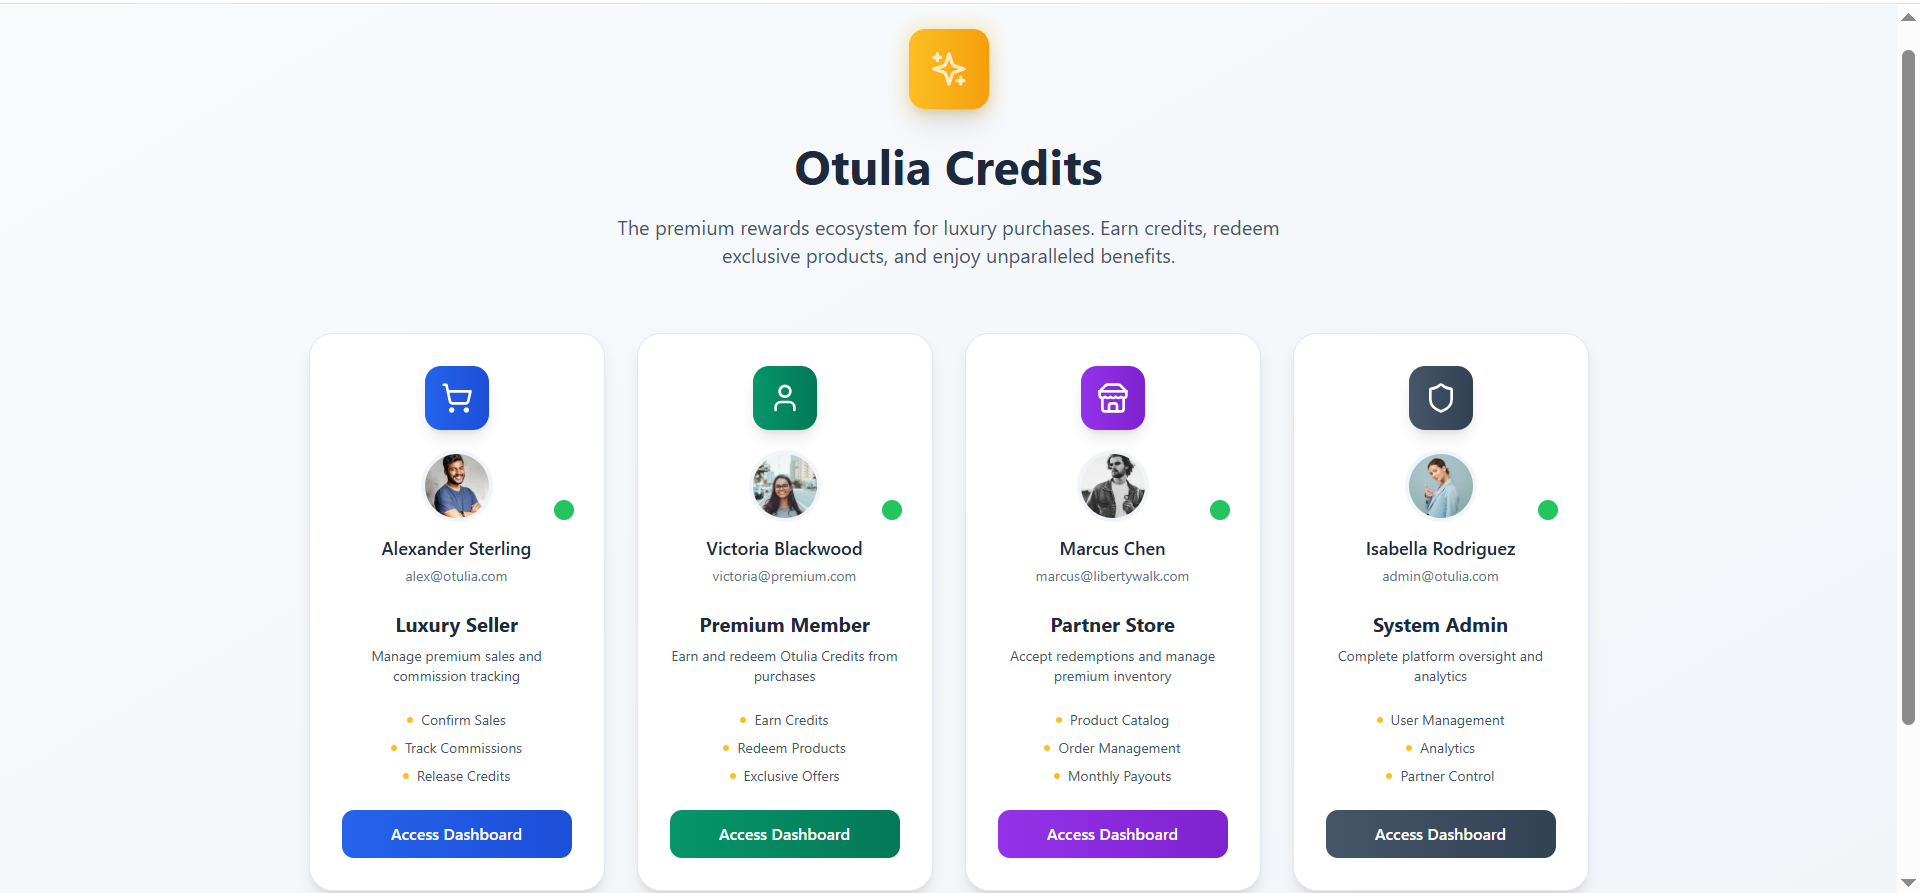 Otulia Credits
The premium rewards ecosystem for luxury purchases. Earn credits, redeem
exclusive products, and enjoy unparalleled benefits.
Alexander Sterling
alex@otulia.com
Luxury Seller
Manage premium sales and
commission tracking
Confirm Sales
Track Commissions
Release Credits
Access Dashboard
Victoria Blackwood
victoria@premium.com
Premium Member
Earn and redeem Otulia Credits from
purchases
Earn Credits
Redeem Products
Exclusive Offers
Access Dashboard
Marcus Chen
marcus@libertywalk.com
Partner Store
Accept redemptions and manage
premium inventory
Product Catalog
Order Management
Monthly Payouts
Access Dashboard
Isabella Rodriguez
admin@otulia.com
System Admin
Complete platform oversight and
analytics
User Management
Analytics
Partner Control
Access Dashboard